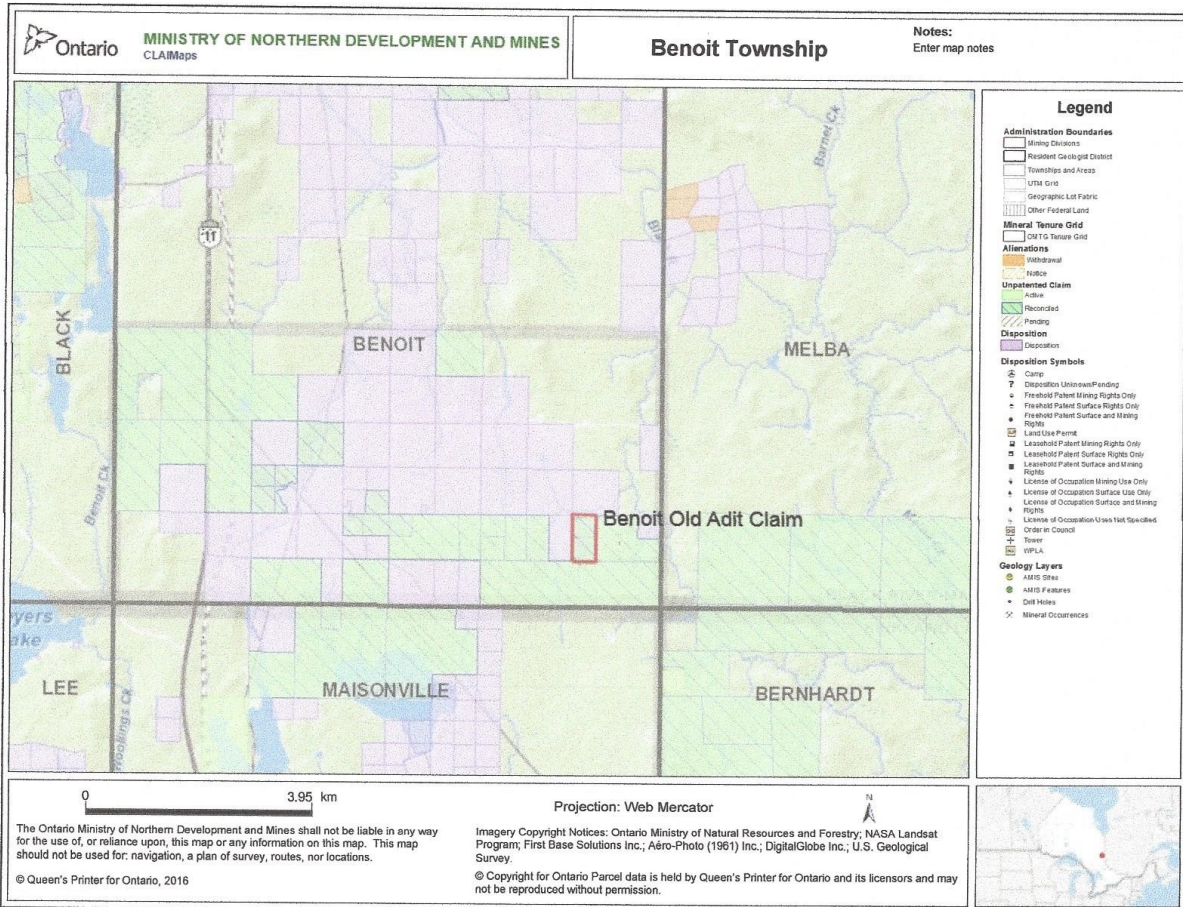 Ontario
MINISTRY OF NORTHERN DEVELOPMENT AND MINES
CLAIMaps
Benoit Township
Notes:
Enter map notes
11
Barnet Ck
BLACK
BENOIT
MELBA
Benoit Ck
Benoit Old Adit Claim
LEE
MAISONVILLE
BERNHARDT
Legend
Administration Boundaries
Mining Divisions
Resident Geologist District
Townships and Areas
UTM Grid
Geographic Lot Fabric
Other Federal Land
Mineral Tenure Grid
OMTG Tenure Grid
Alienations
Withdrawal
Notice
Unpatented Claim
Active
Reconciled
Pending
Disposition
Disposition
Disposition Symbols
Camp
? Disposition Unknown/Pending
Freehold Patent Mining Rights Only
Freehold Patent Surface Rights Only
Freehold Patent Surface and Mining
Rights
Land Use Permit
Leasehold Patent Mining Rights Only
Leasehold Patent Surface Rights Only
Leasehold Patent Surface and Mining
Rights
License of Occupation Mining Use Only
License of Occupation Surface Use Only
License of Occupation Surface and Mining
Rights
License of Occupation Uses Not Specified
Order in Council
Tower
WPLA
Geology Layers
AMIS Sites
AMIS Features
Drill Holes
Mineral Occurrences
0 3.95 km
The Ontario Ministry of Northern Development and Mines shall not be liable in any way
for the use of, or reliance upon, this map or any information on this map. This map
should not be used for: navigation, a plan of survey, routes, nor locations.
© Queen's Printer for Ontario, 2016
Projection: Web Mercator
N
Imagery Copyright Notices: Ontario Ministry of Natural Resources and Forestry; NASA Landsat
Program; First Base Solutions Inc.; Aéro-Photo (1961) Inc.; DigitalGlobe Inc.; U.S. Geological
Survey.
© Copyright for Ontario Parcel data is held by Queen's Printer for Ontario and its licensors and may
not be reproduced without permission.